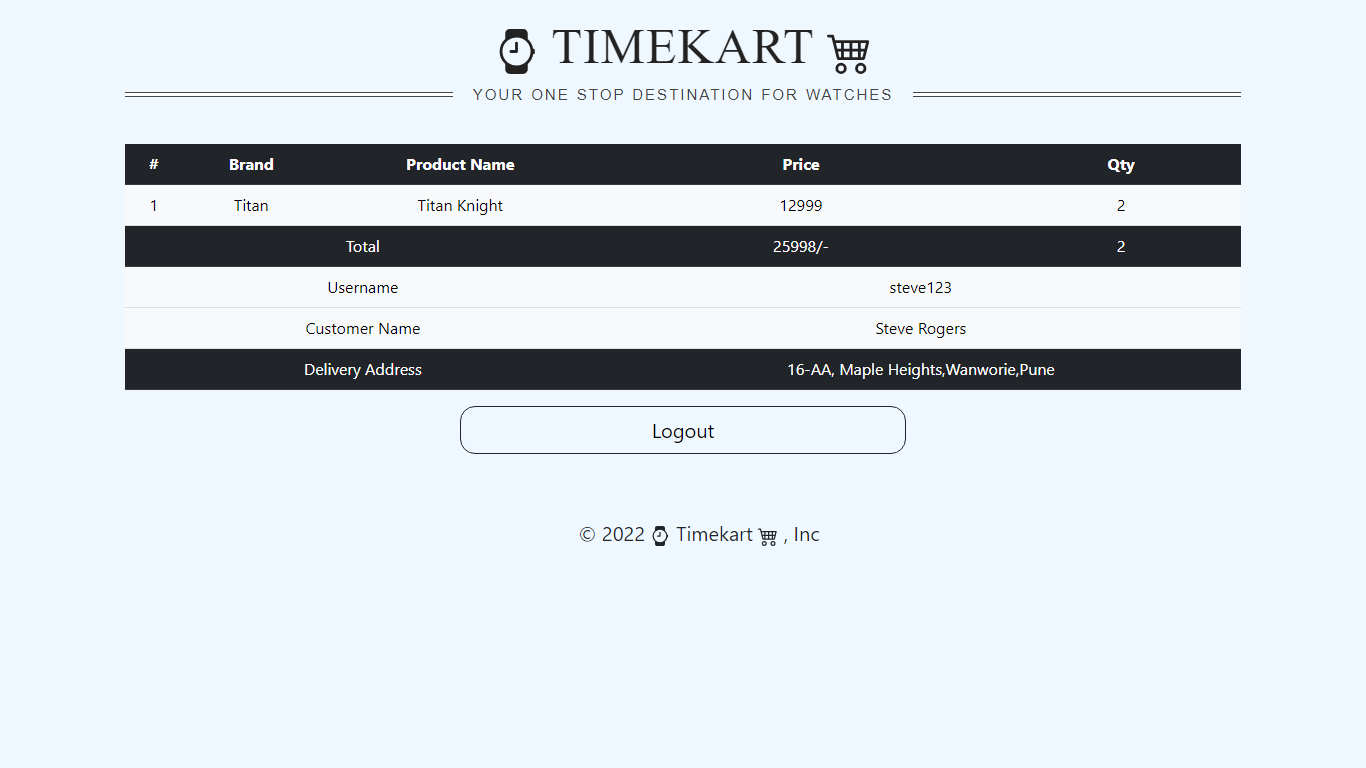 TIMEKART
YOUR ONE STOP DESTINATION FOR WATCHES
# Brand Product Name Price Qty
1 Titan Titan Knight 12999 2
Total 25998/- 2
Username steve123
Customer Name Steve Rogers
Delivery Address 16-AA, Maple Heights,Wanworie,Pune
Logout
© 2022 Timekart , Inc